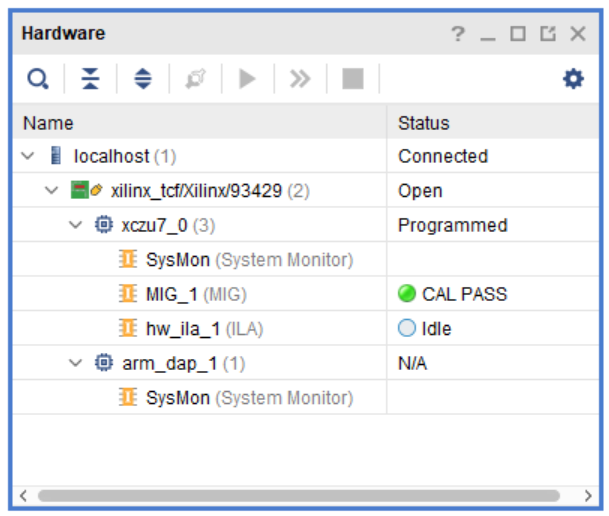 Hardware
Name Status
localhost (1) Connected
xilinx_tcf/Xilinx/93429 (2) Open
xczu7_0 (3) Programmed
SysMon (System Monitor)
MIG_1 (MIG) CAL PASS
hw_ila_1 (ILA) Idle
arm_dap_1 (1) N/A
SysMon (System Monitor)